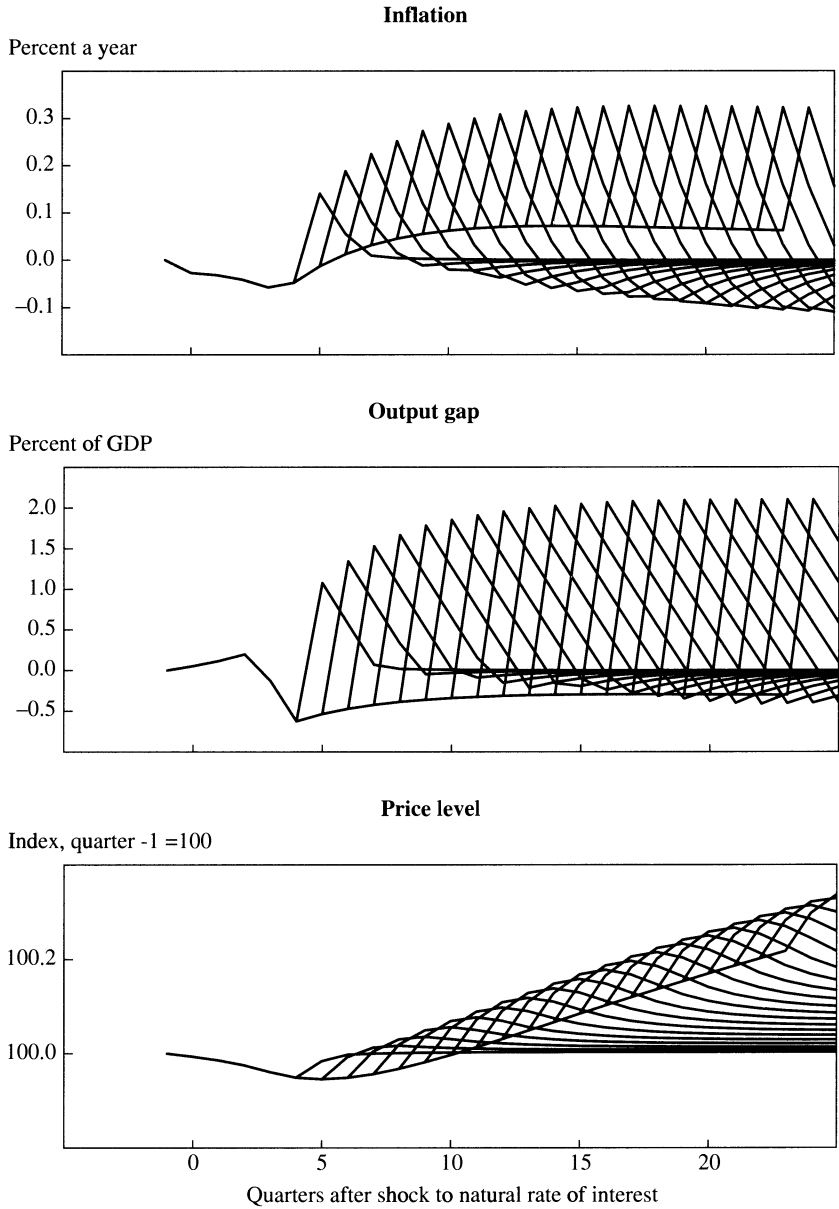 Inflation
Percent a year
0.3
0.2
0.1
0.0
–0.1
Output gap
Percent of GDP
2.0
1.5
1.0
0.5
0.0
–0.5
Price level
Index, quarter -1 =100
100.2
100.0
0 5 10 15 20
Quarters after shock to natural rate of interest